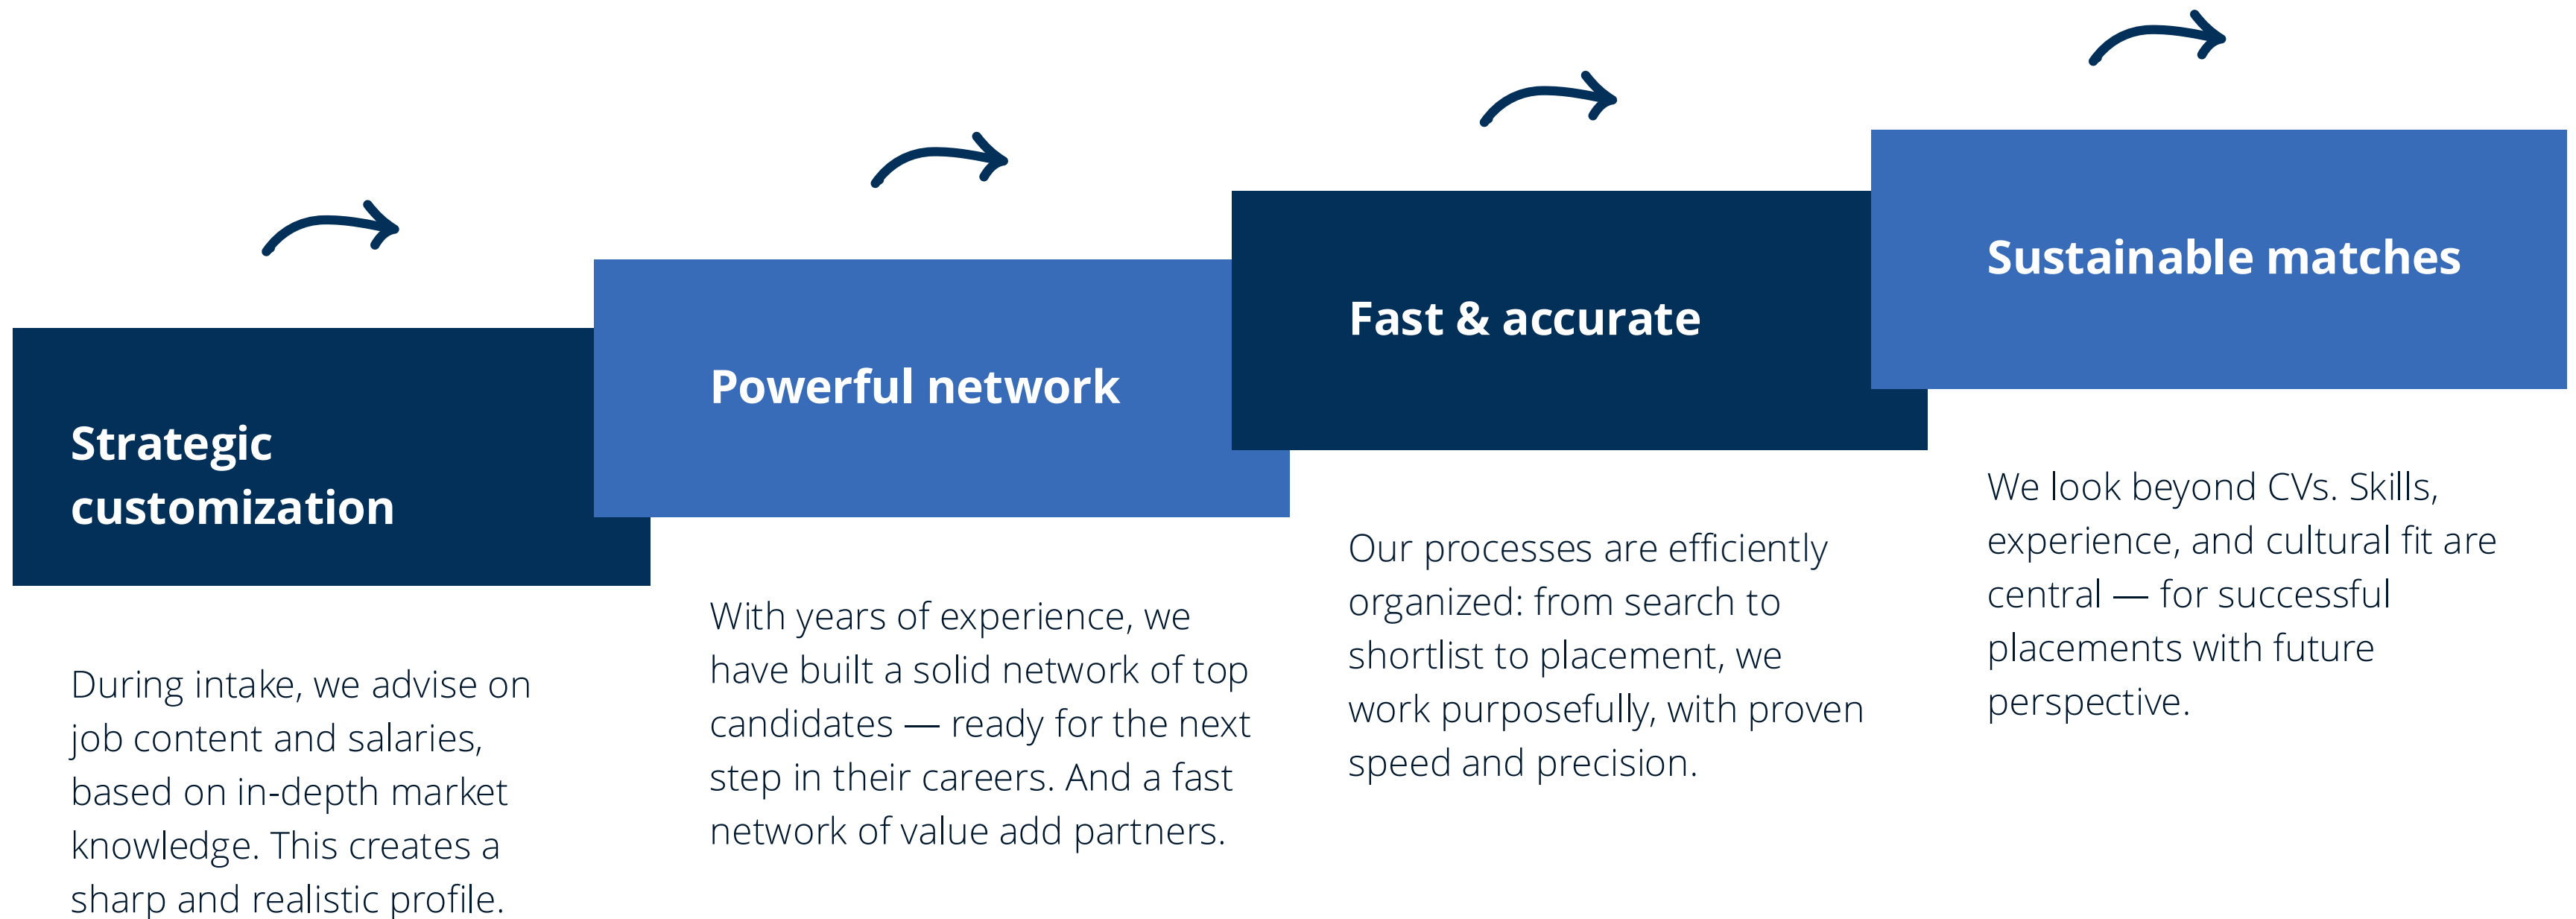 Strategic
customization
During intake, we advise on
job content and salaries,
based on in-depth market
knowledge. This creates a
sharp and realistic profile.
Powerful network
With years of experience, we
have built a solid network of top
candidates — ready for the next
step in their careers. And a fast
network of value add partners.
Fast & accurate
Our processes are efficiently
organized: from search to
shortlist to placement, we
work purposefully, with proven
speed and precision.
Sustainable matches
We look beyond CVs. Skills,
experience, and cultural fit are
central — for successful
placements with future
perspective.